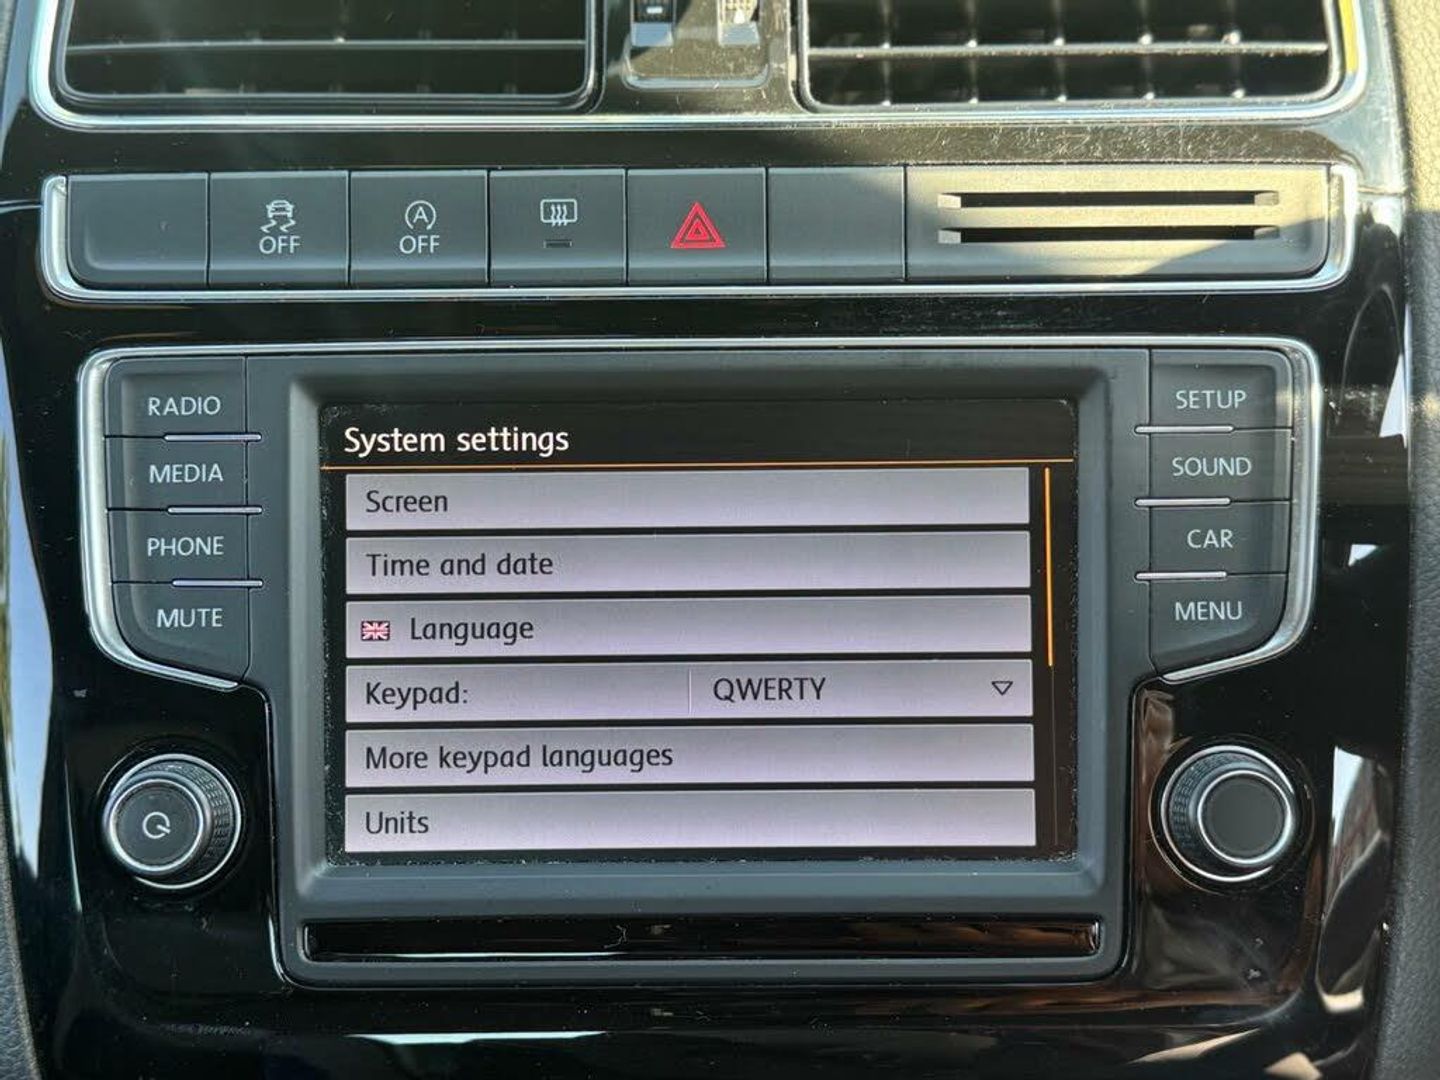 OFF
A
OFF
RADIO
MEDIA
PHONE
MUTE
System settings
Screen
Time and date
Language
Keypad: QWERTY
More keypad languages
Units
SETUP
SOUND
CAR
MENU